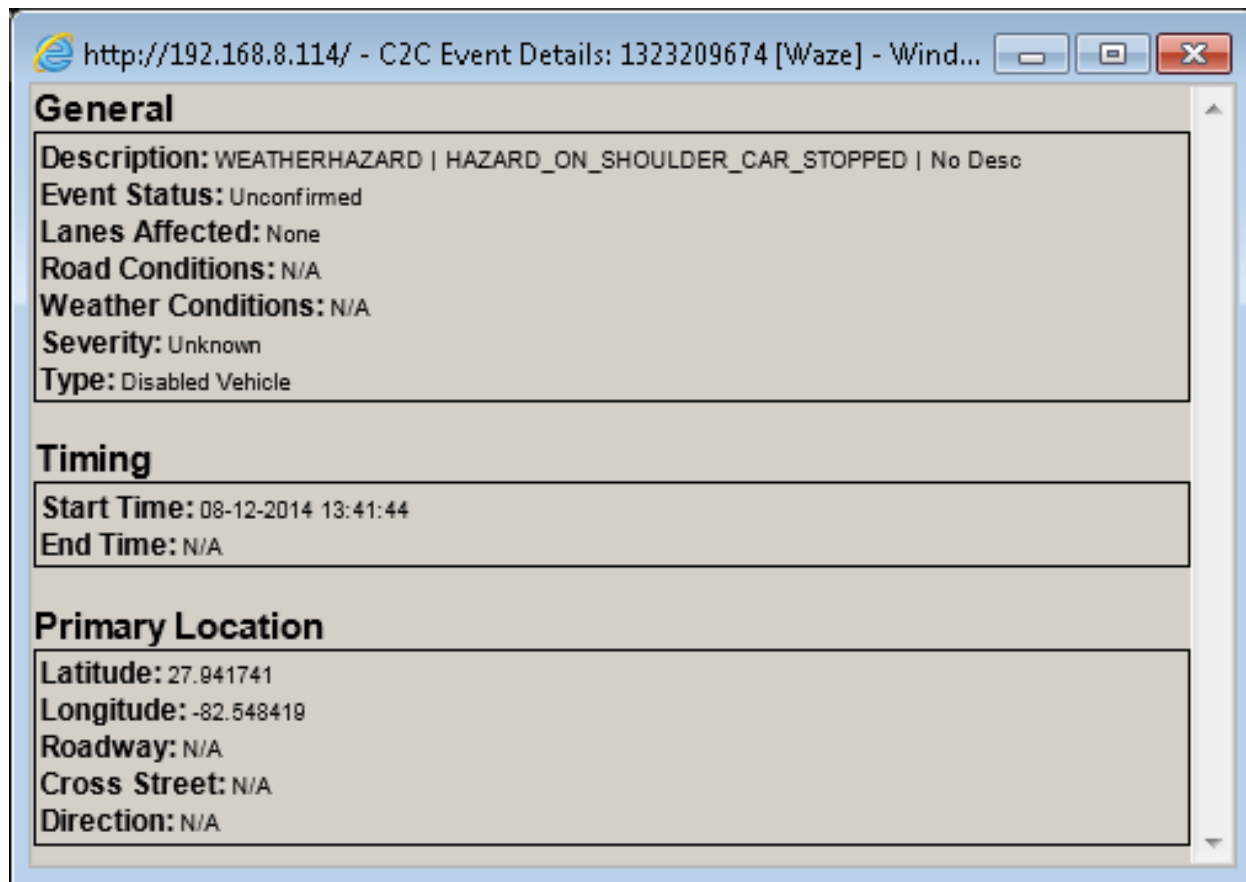 http://192.168.8.114/ - C2C Event Details: 1323209674 [Waze] - Wind...
General
Description: WEATHERHAZARD | HAZARD_ON_SHOULDER_CAR_STOPPED | No Desc
Event Status: Unconfirmed
Lanes Affected: None
Road Conditions: N/A
Weather Conditions: N/A
Severity: Unknown
Type: Disabled Vehicle
Timing
Start Time: 08-12-2014 13:41:44
End Time: N/A
Primary Location
Latitude: 27.941741
Longitude: -82.548419
Roadway: N/A
Cross Street: N/A
Direction: N/A